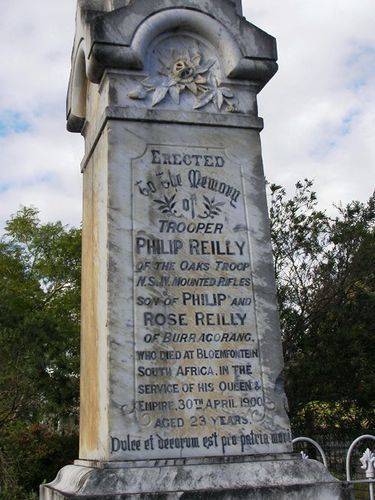 ERECTED
To The Memory
of
TROOPER
PHILIP REILLY
OF THE OAKS TROOP
N.S.W. MOUNTED RIFLES
SON OF PHILIP AND
ROSE REILLY
OF BURRAGORANG.
WHO DIED AT BLOEMFONTEIN
SOUTH AFRICA, IN THE
SERVICE OF HIS QUEEN &
EMPIRE, 30TH APRIL 1900
AGED 23 YEARS.
Dulce et decorum est pro patria mori